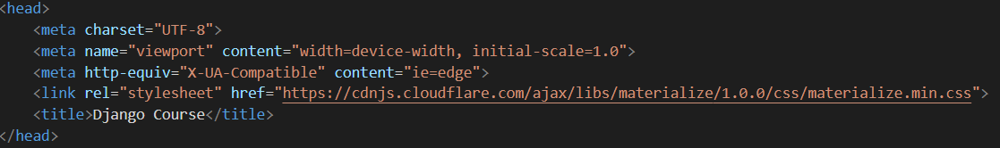 <head>
<meta charset="UTF-8">
<meta name="viewport" content="width=device-width, initial-scale=1.0">
<meta http-equiv="X-UA-Compatible" content="ie=edge">
<link rel="stylesheet" href="https://cdnjs.cloudflare.com/ajax/libs/materialize/1.0.0/css/materialize.min.css">
<title>Django Course</title>
</head>